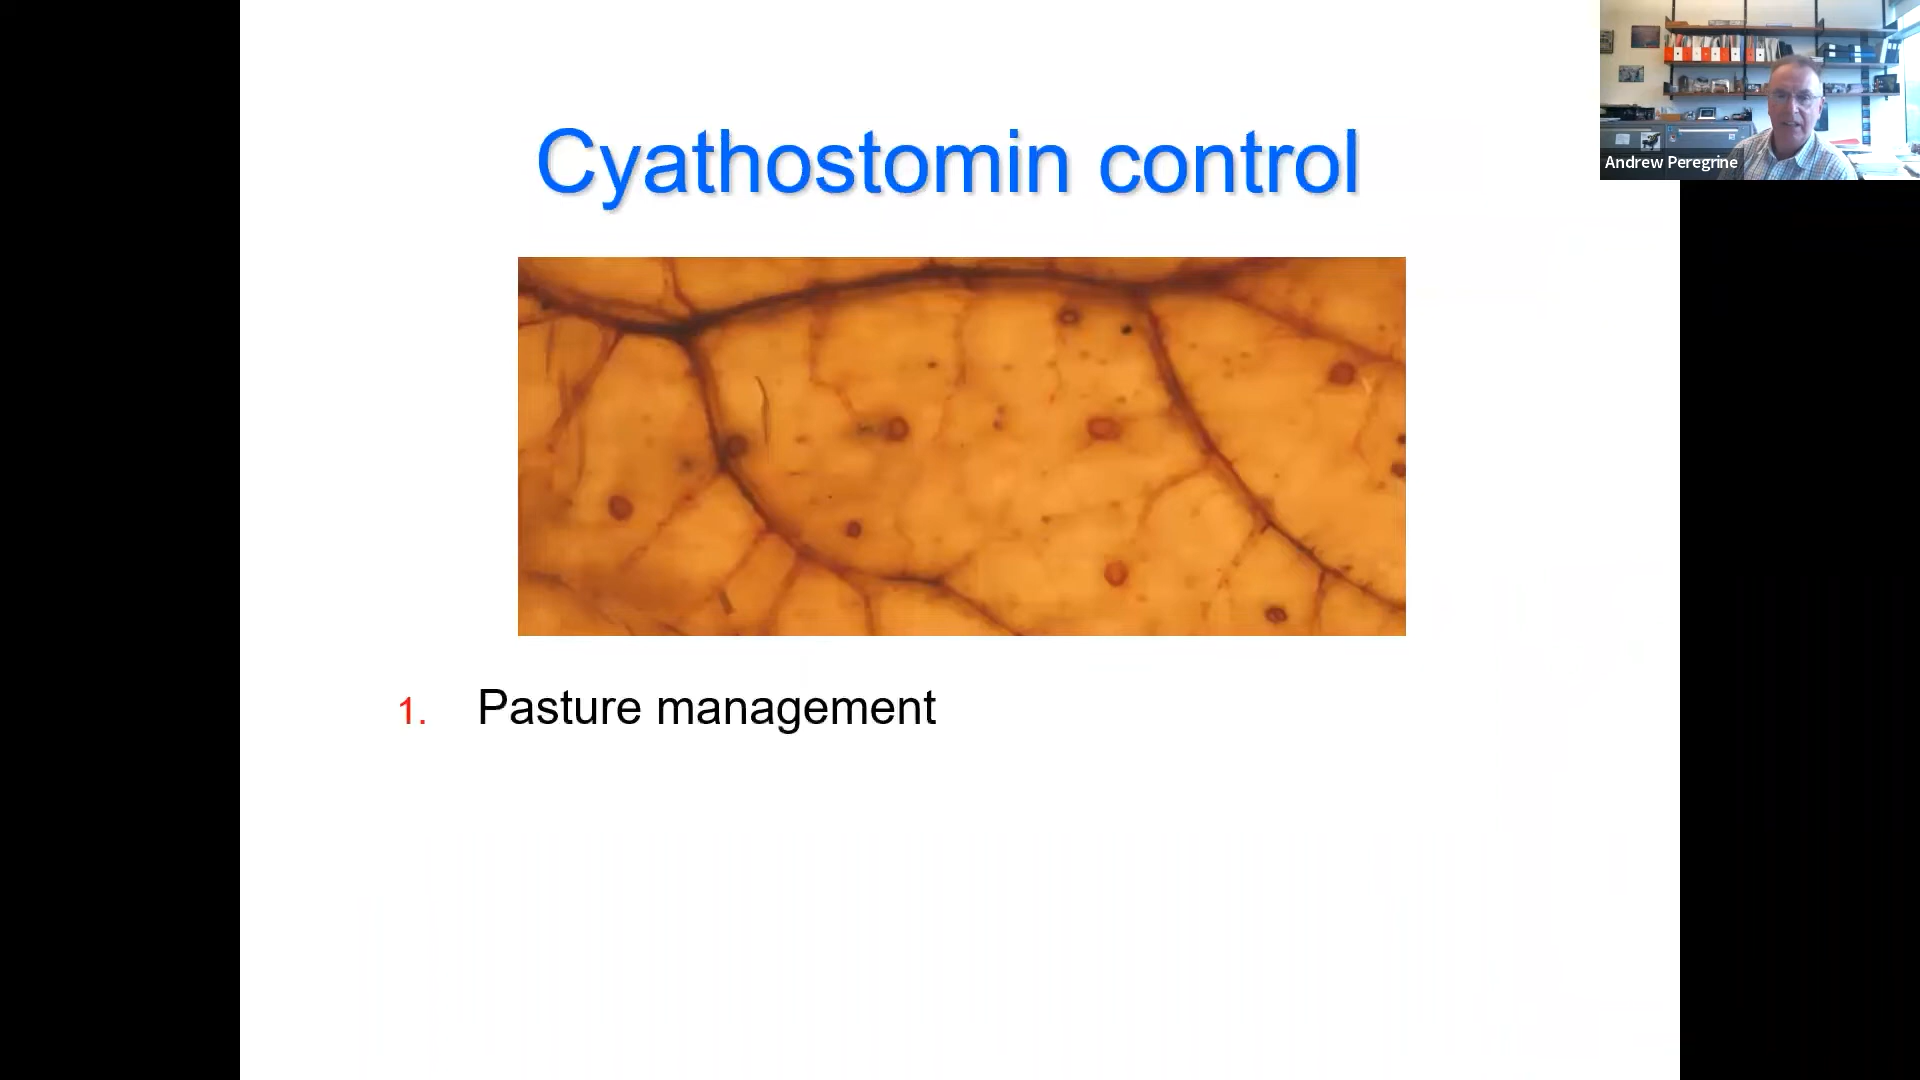 Cyathostomin control
Andrew Peregrine
1. Pasture management